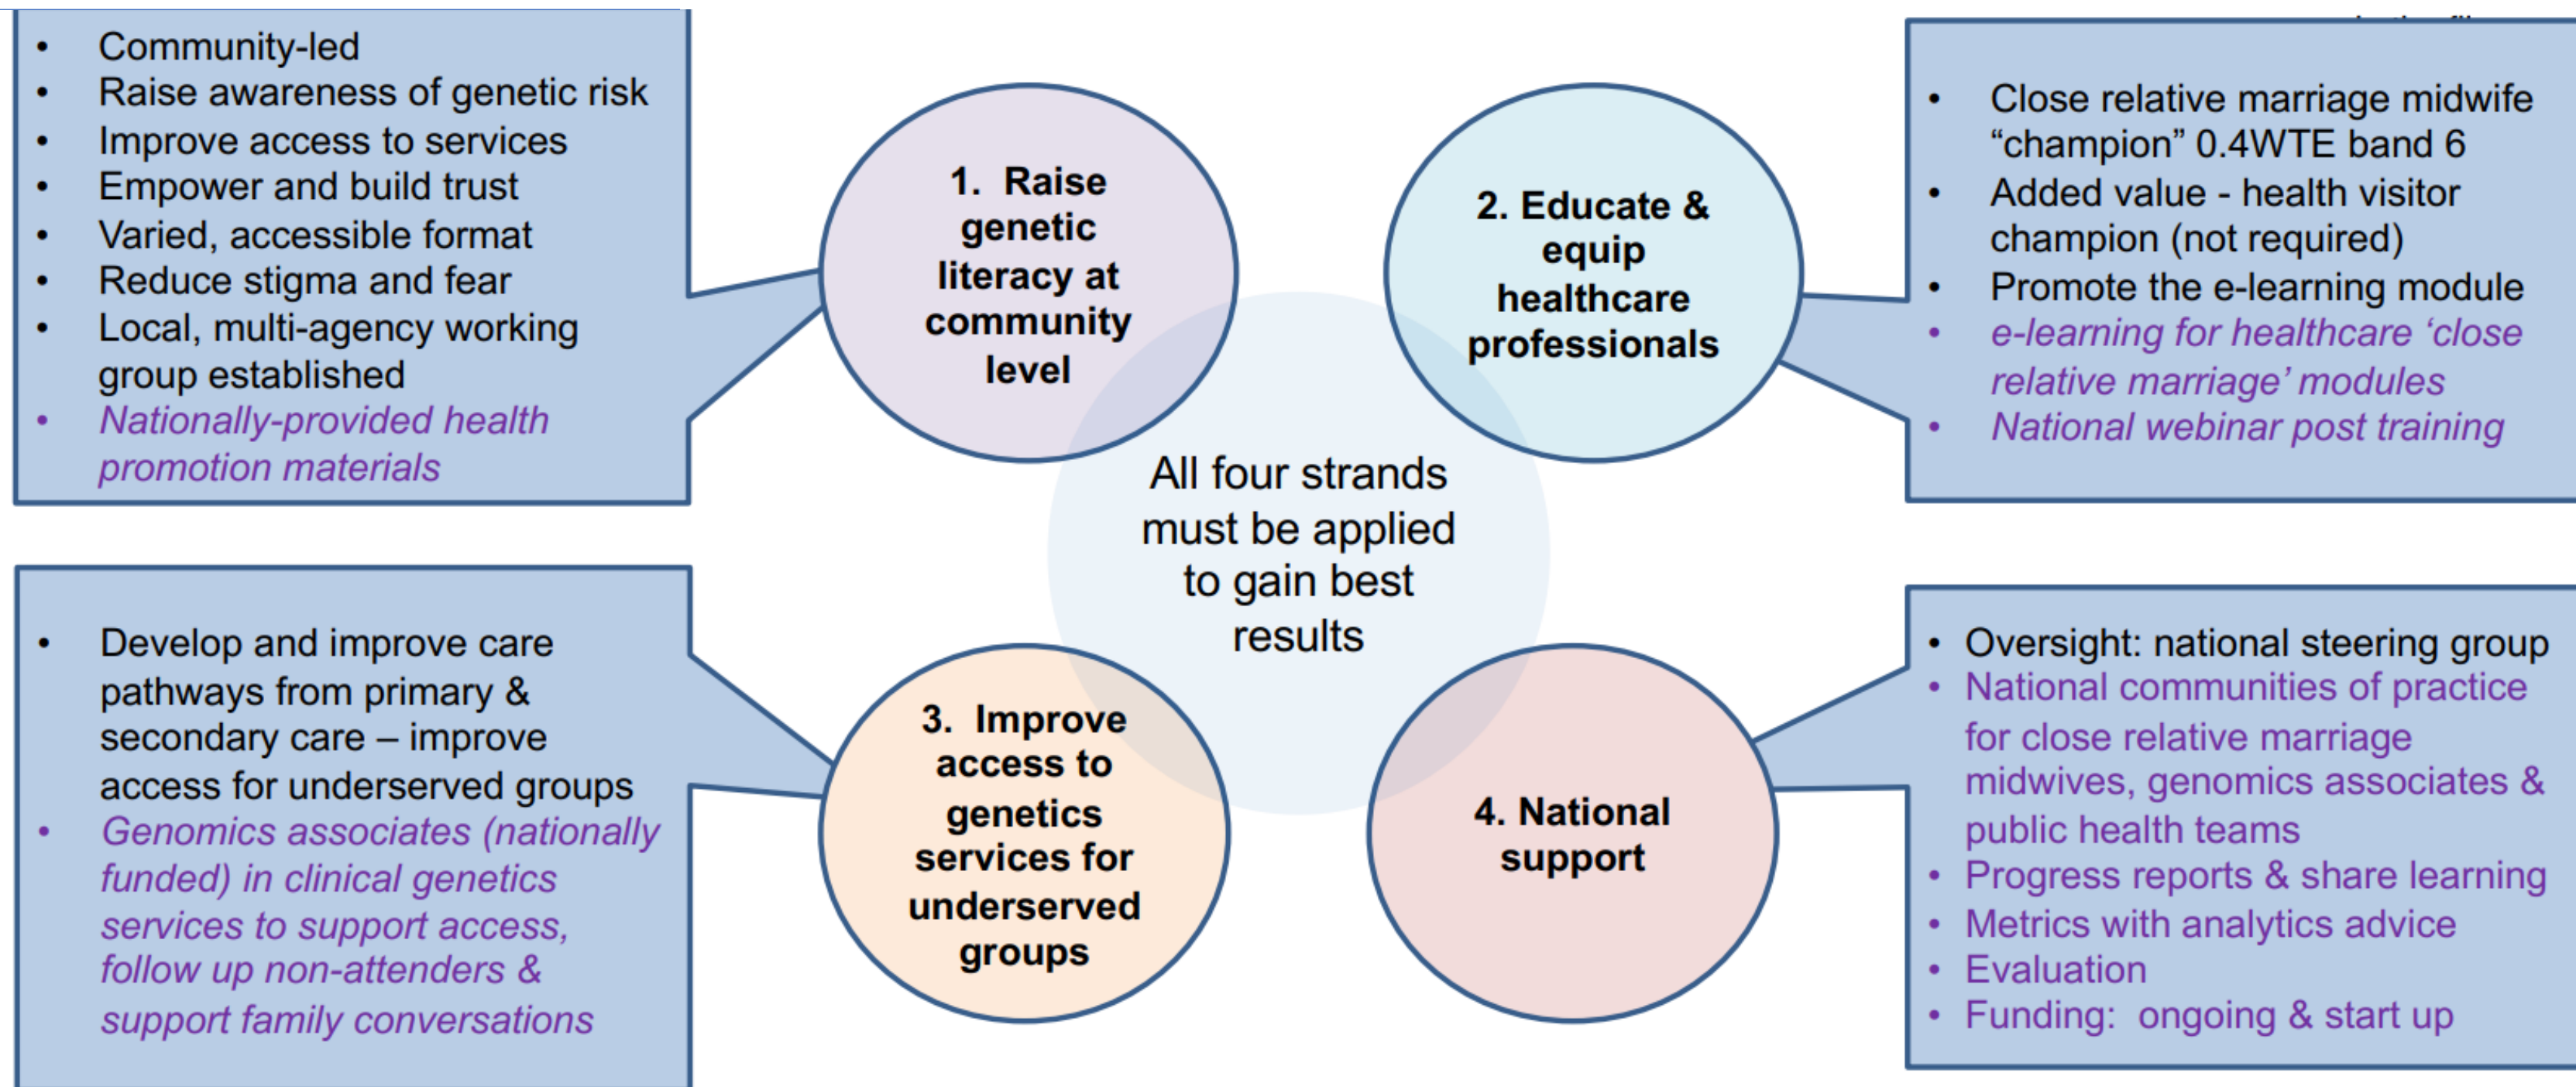 • Community-led
• Raise awareness of genetic risk
• Improve access to services
• Empower and build trust
• Varied, accessible format
• Reduce stigma and fear
• Local, multi-agency working
group established
• Nationally-provided health
promotion materials
1. Raise
genetic
literacy at
community
level
2. Educate &
equip
healthcare
professionals
• Close relative marriage midwife
“champion” 0.4WTE band 6
• Added value - health visitor
champion (not required)
• Promote the e-learning module
• e-learning for healthcare ‘close
relative marriage’ modules
• National webinar post training
All four strands
must be applied
to gain best
results
• Develop and improve care
pathways from primary &
secondary care – improve
access for underserved groups
• Genomics associates (nationally
funded) in clinical genetics
services to support access,
follow up non-attenders &
support family conversations
3. Improve
access to
genetics
services for
underserved
groups
4. National
support
• Oversight: national steering group
• National communities of practice
for close relative marriage
midwives, genomics associates &
public health teams
• Progress reports & share learning
• Metrics with analytics advice
• Evaluation
• Funding: ongoing & start up